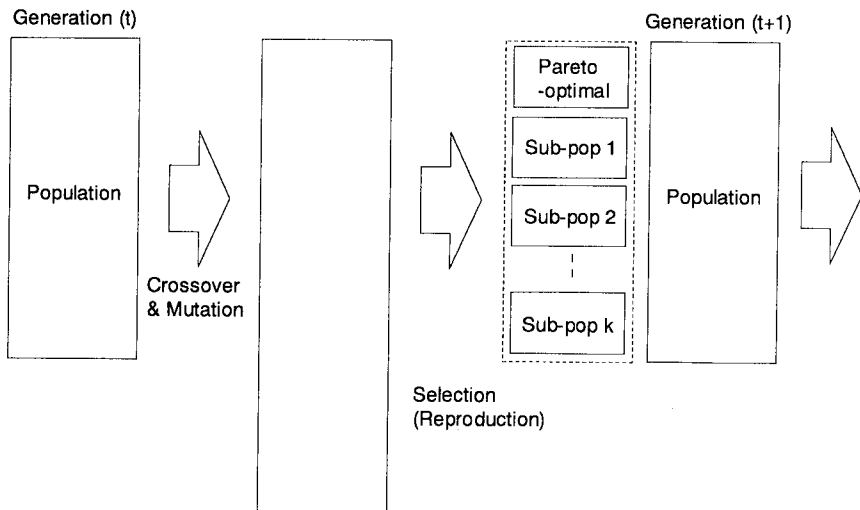 Generation (t)
Population
Crossover
& Mutation
Selection
(Reproduction)
Pareto
-optimal
Sub-pop 1
Sub-pop 2
Sub-pop k
Generation (t+1)
Population